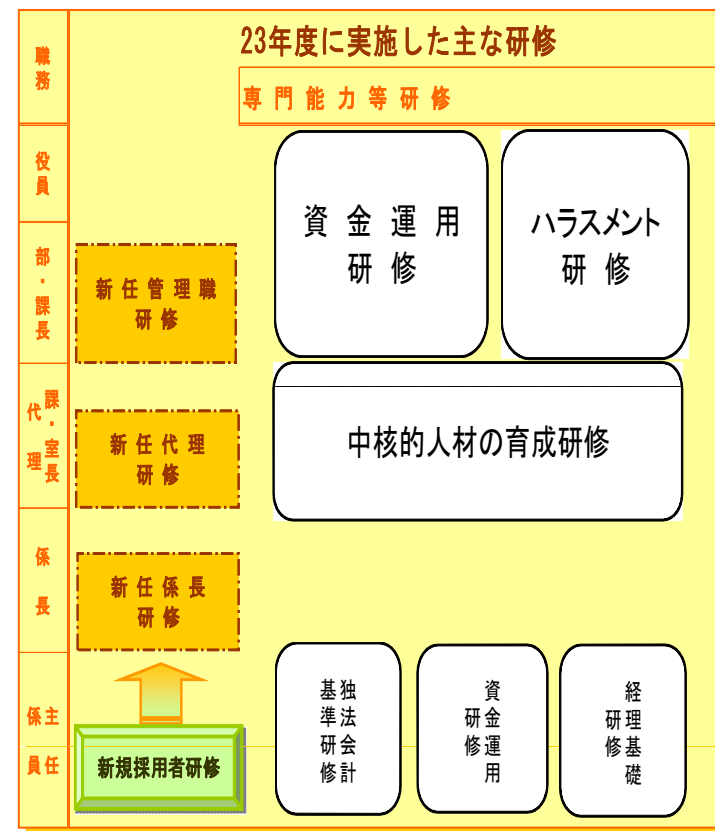 23年度に実施した主な研修
専門能力等研修
職務
役員
部・課長
課・室長
代理
係長
主任
係員
新任管理職
研修
新任代理
研修
新任係長
研修
新規採用者研修
資金運用
研修
ハラスメント
研修
中核的人材の育成研修
独法会計
基準研修
資金運用
研修
経理基礎
研修